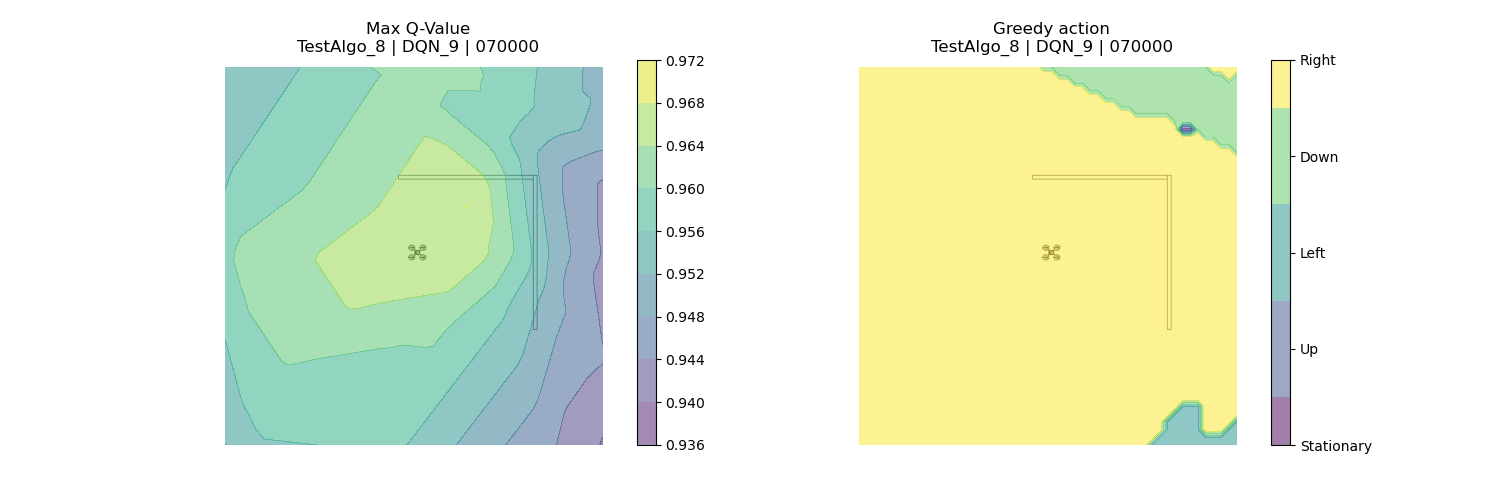 Max Q-Value
TestAlgo_8 | DQN_9 | 070000
0.972
0.968
0.964
0.960
0.956
0.952
0.948
0.944
0.940
0.936
Greedy action
TestAlgo_8 | DQN_9 | 070000
Right
Down
Left
Up
Stationary